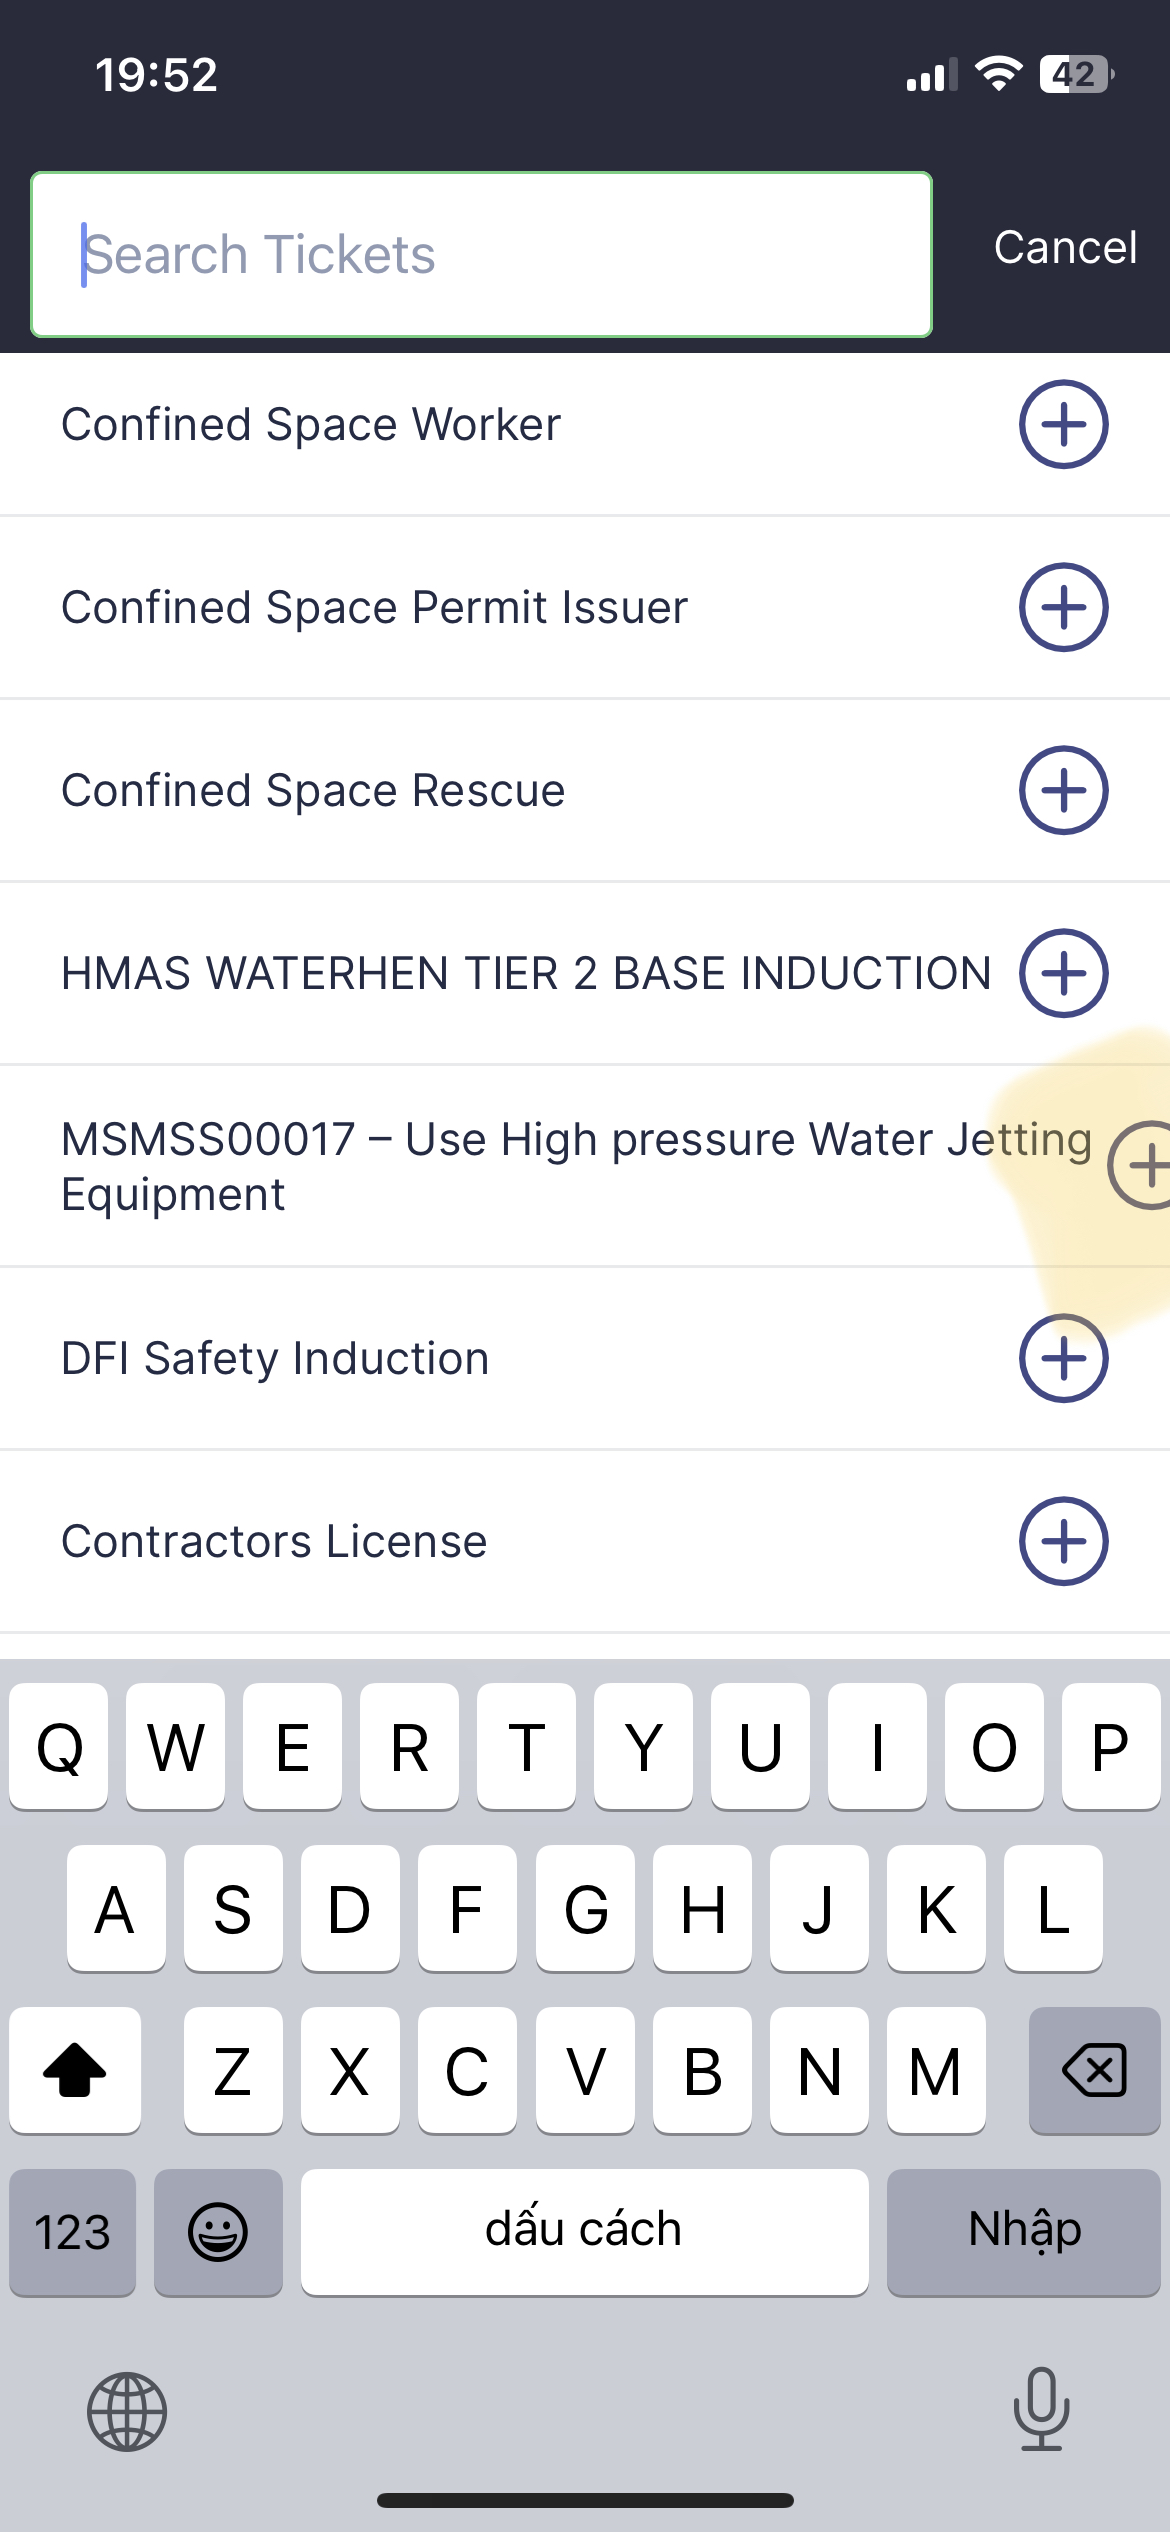 19:52
42
Search Tickets
Cancel
Confined Space Worker
Confined Space Permit Issuer
Confined Space Rescue
HMAS WATERHEN TIER 2 BASE INDUCTION
MSMSS00017 – Use High pressure Water Jetting
Equipment
DFI Safety Induction
Contractors License
Q W E R T Y U I O P
A S D F G H J K L
Z X C V B N M
123 dấu cách Nhập